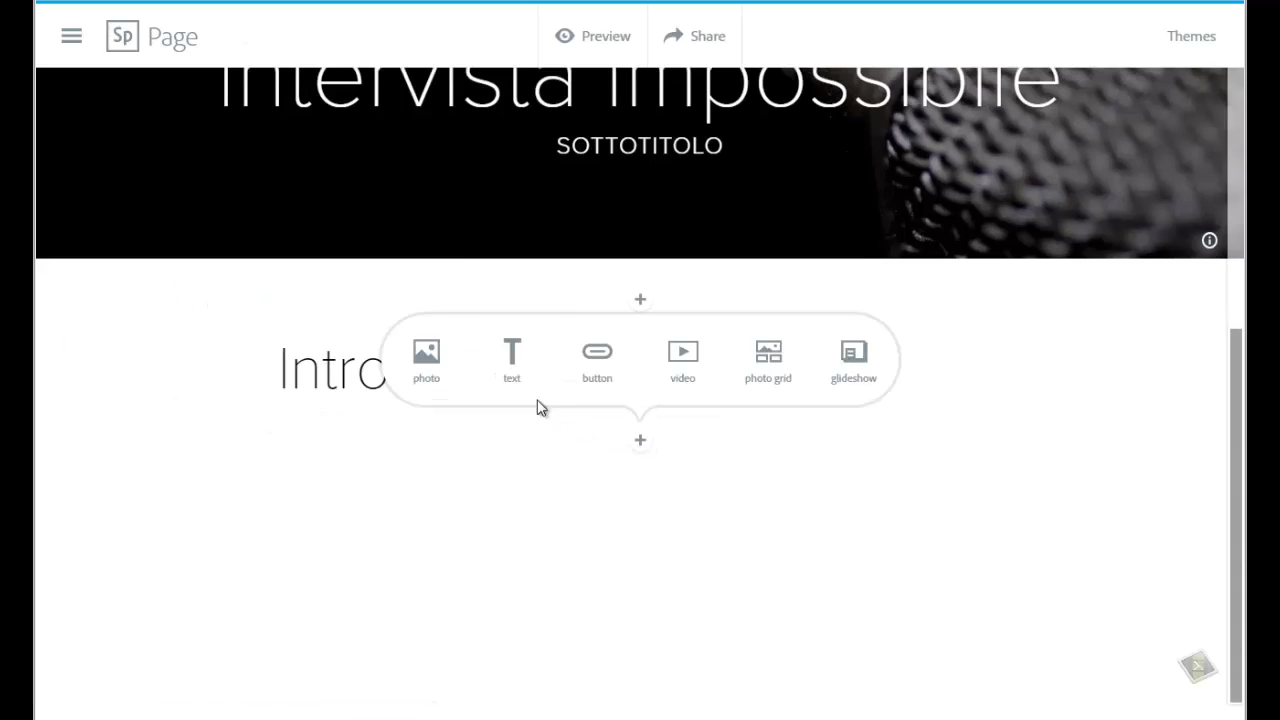 Sp Page
Preview
Share
Themes
Intervista impossibile
SOTTOTITOLO
Intro
photo
text
button
video
photo grid
glideshow